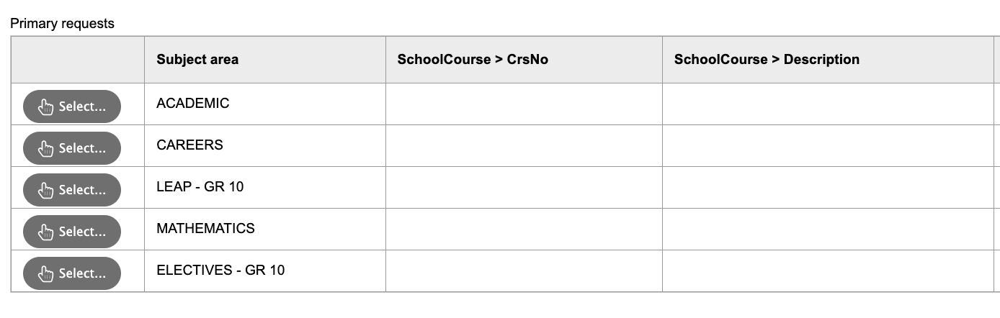 Primary requests
Subject area SchoolCourse > CrsNo SchoolCourse > Description
Select... ACADEMIC
Select... CAREERS
Select... LEAP - GR 10
Select... MATHEMATICS
Select... ELECTIVES - GR 10